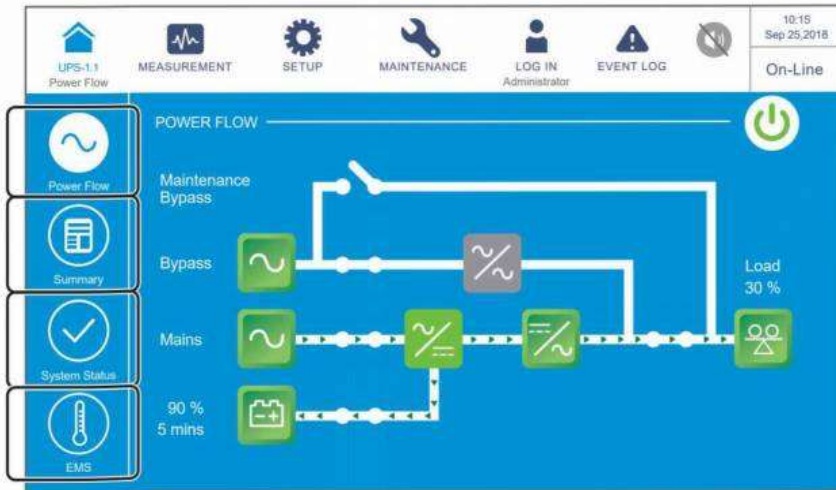 10:15
Sep 25,2018
UPS-1.1
Power Flow
MEASUREMENT
SETUP
MAINTENANCE
LOG IN
Administrator
EVENT LOG
On-Line
POWER FLOW
Power Flow
Maintenance
Bypass
Bypass
Summary
Load
30 %
Mains
System Status
90 %
5 mins
EMS